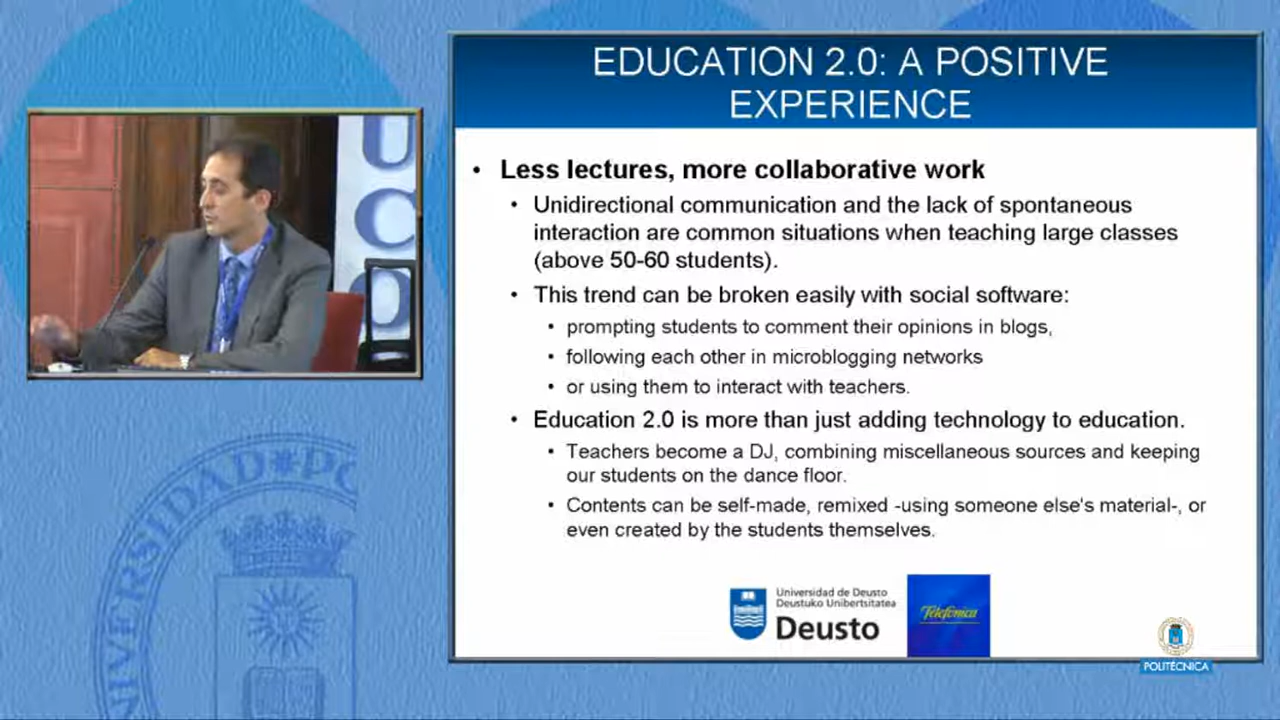 EDUCATION 2.0: A POSITIVE
EXPERIENCE
• Less lectures, more collaborative work
• Unidirectional communication and the lack of spontaneous
interaction are common situations when teaching large classes
(above 50-60 students).
• This trend can be broken easily with social software:
• prompting students to comment their opinions in blogs,
• following each other in microblogging networks
• or using them to interact with teachers.
• Education 2.0 is more than just adding technology to education.
• Teachers become a DJ, combining miscellaneous sources and keeping
our students on the dance floor.
• Contents can be self-made, remixed -using someone else's material-, or
even created by the students themselves.
Universidad de Deusto
Deustuko Unibertsitatea
Deusto
Telefónica
POLITÉCNICA
UNIVERSIDAD PO
U
C
O